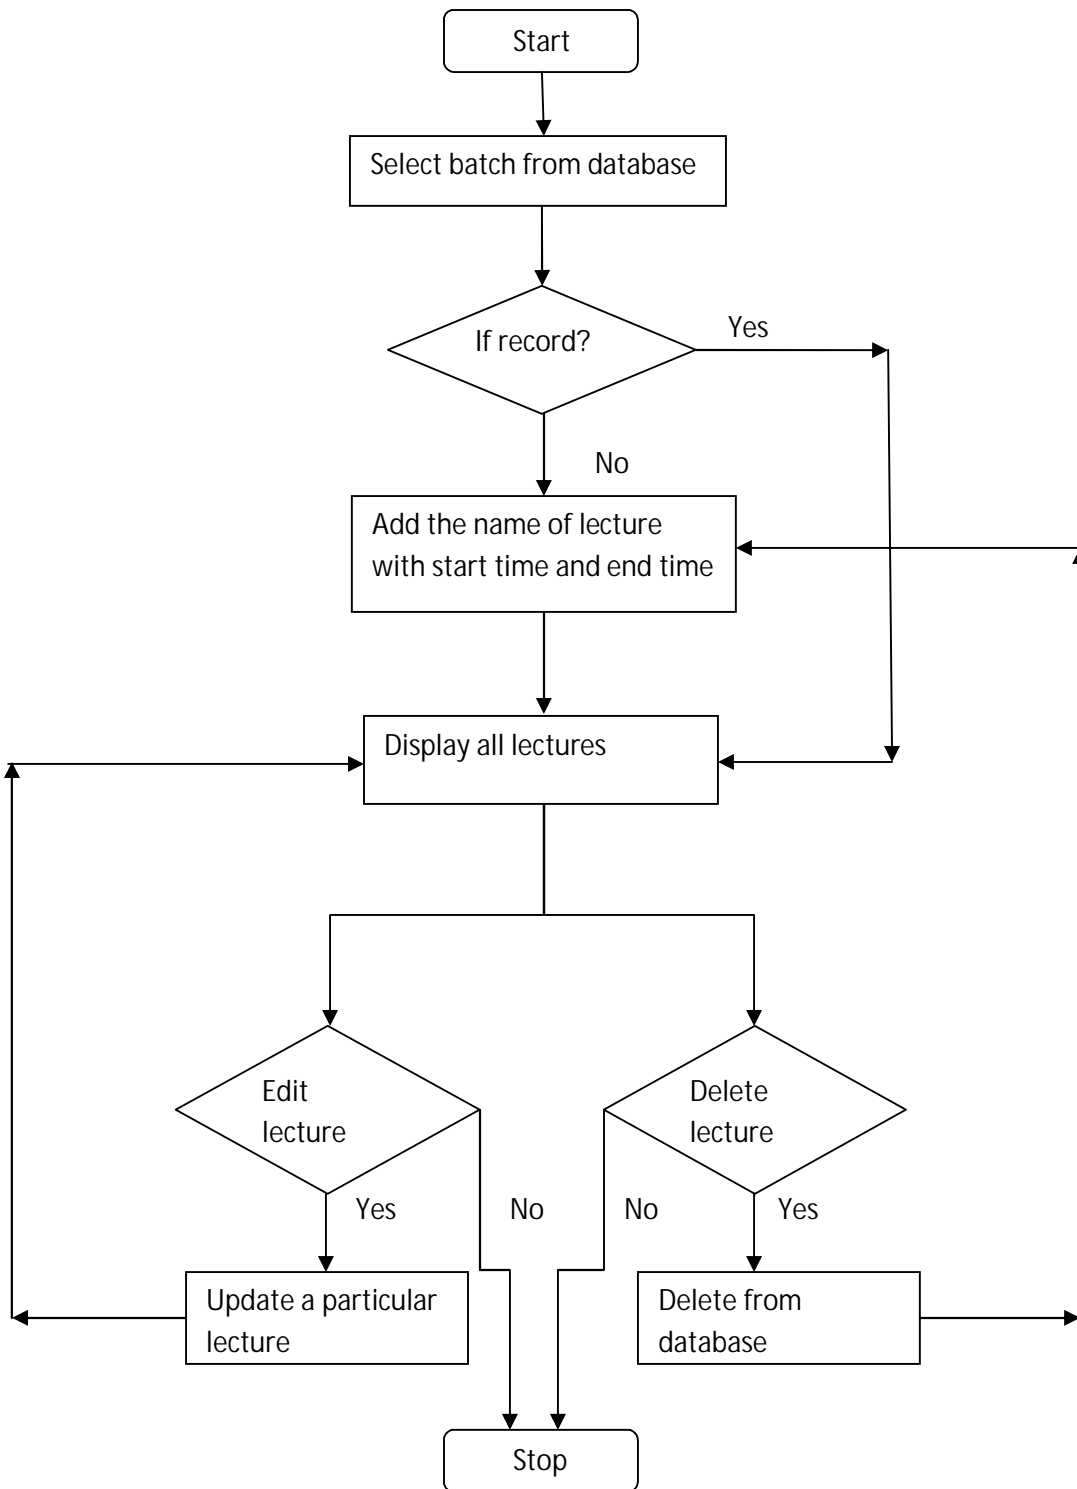 Start
Select batch from database
If record?
Yes
No
Add the name of lecture
with start time and end time
Display all lectures
Edit
lecture
Delete
lecture
Yes
No
No
Yes
Update a particular
lecture
Delete from
database
Stop